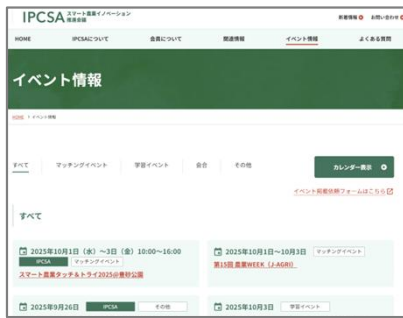 IPCSA スマート農業イノベーション
推進会議
新着情報 お問い合わせ
HOME IPCSAについて 会員について 関連情報 イベント情報 よくある質問
イベント情報
HOME / イベント情報
すべて マッチングイベント 学習イベント 会合 その他 カレンダー表示
イベント掲載依頼フォームはこちら
すべて
2025年10月1日（水）～3日（金）10:00～16:00
IPCSA マッチングイベント
スマート農業タッチ＆トライ2025@豊砂公園
2025年10月1日～10月3日 マッチングイベント
第15回 農業WEEK（J-AGRI）
2025年9月26日 IPCSA その他
2025年10月3日 学習イベント